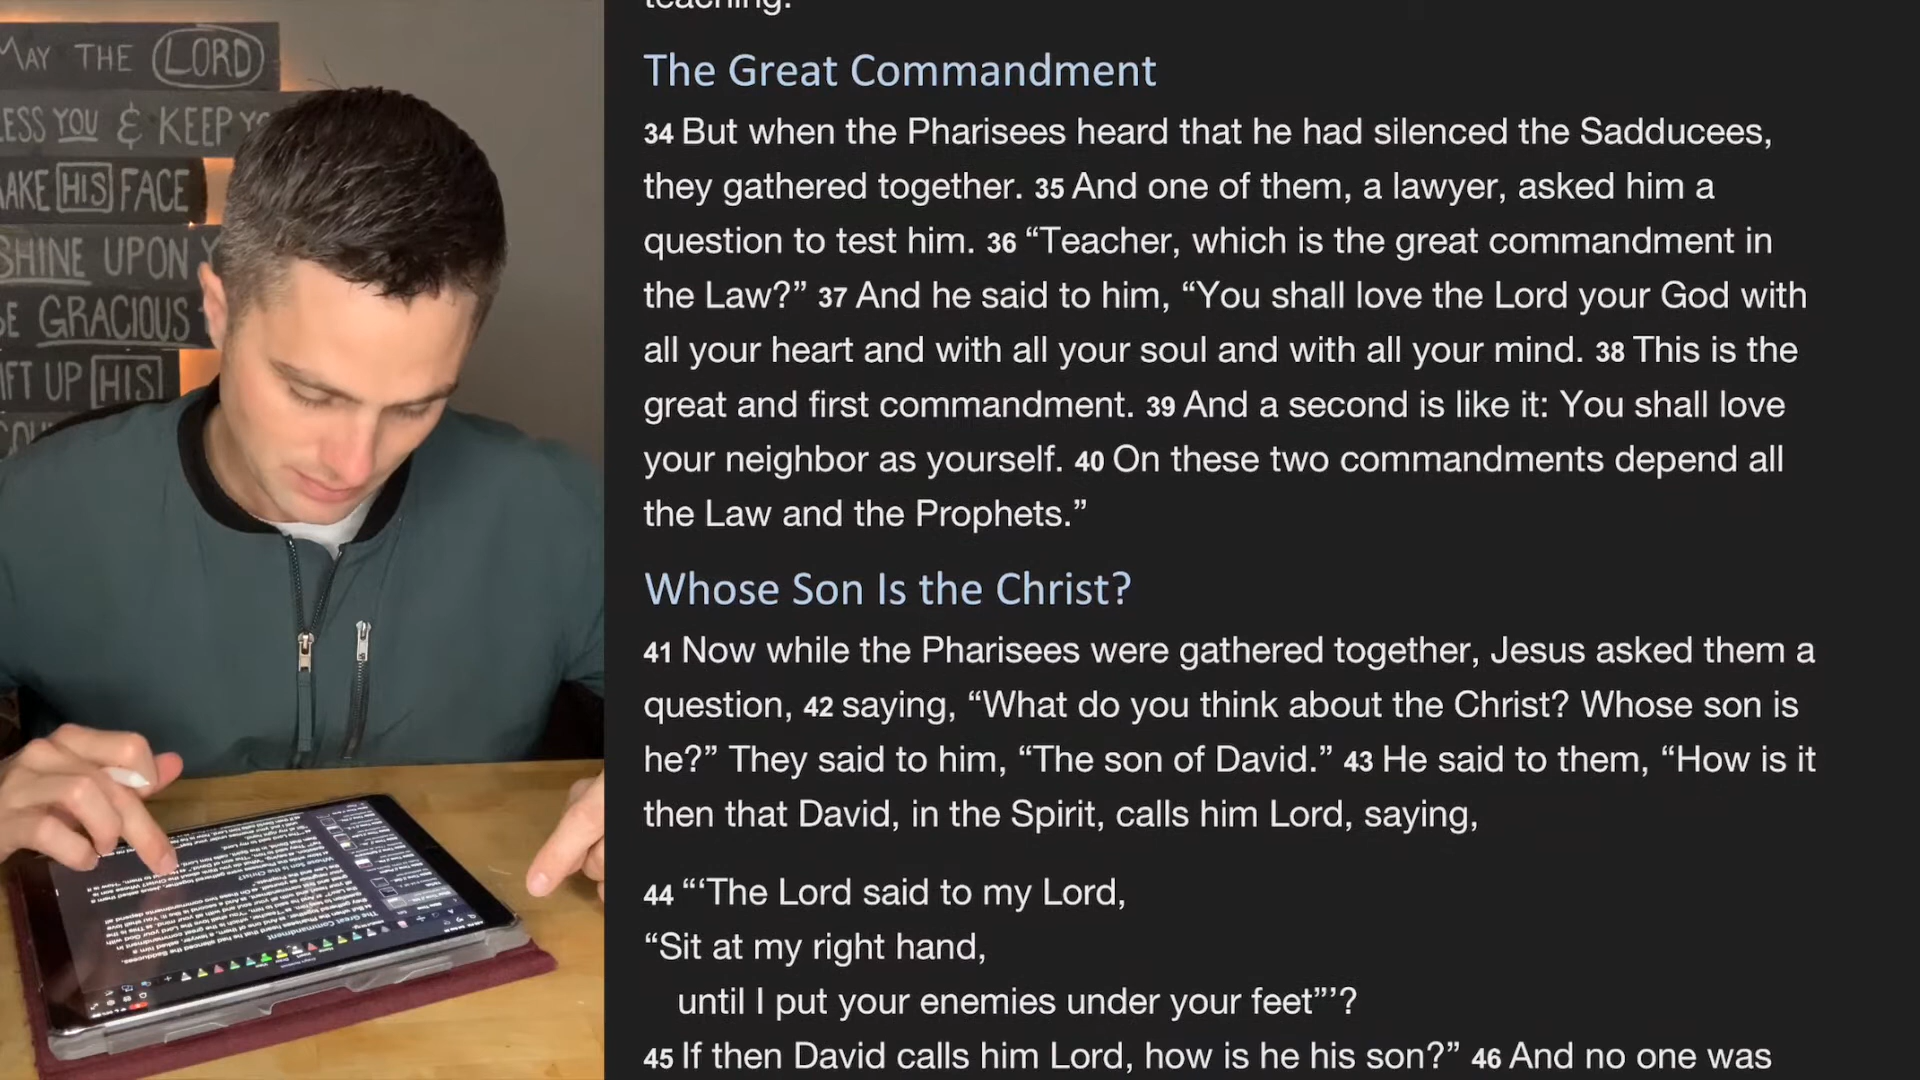 MAY THE LORD
YOU & KEEP
HIS FACE
SHINE UPON
GRACIOUS
UP HIS
teaching.
The Great Commandment
34 But when the Pharisees heard that he had silenced the Sadducees,
they gathered together. 35 And one of them, a lawyer, asked him a
question to test him. 36 “Teacher, which is the great commandment in
the Law?” 37 And he said to him, “You shall love the Lord your God with
all your heart and with all your soul and with all your mind. 38 This is the
great and first commandment. 39 And a second is like it: You shall love
your neighbor as yourself. 40 On these two commandments depend all
the Law and the Prophets.”
Whose Son Is the Christ?
41 Now while the Pharisees were gathered together, Jesus asked them a
question, 42 saying, “What do you think about the Christ? Whose son is
he?” They said to him, “The son of David.” 43 He said to them, “How is it
then that David, in the Spirit, calls him Lord, saying,
44 “‘The Lord said to my Lord,
“Sit at my right hand,
until I put your enemies under your feet”’?
45 If then David calls him Lord, how is he his son?” 46 And no one was